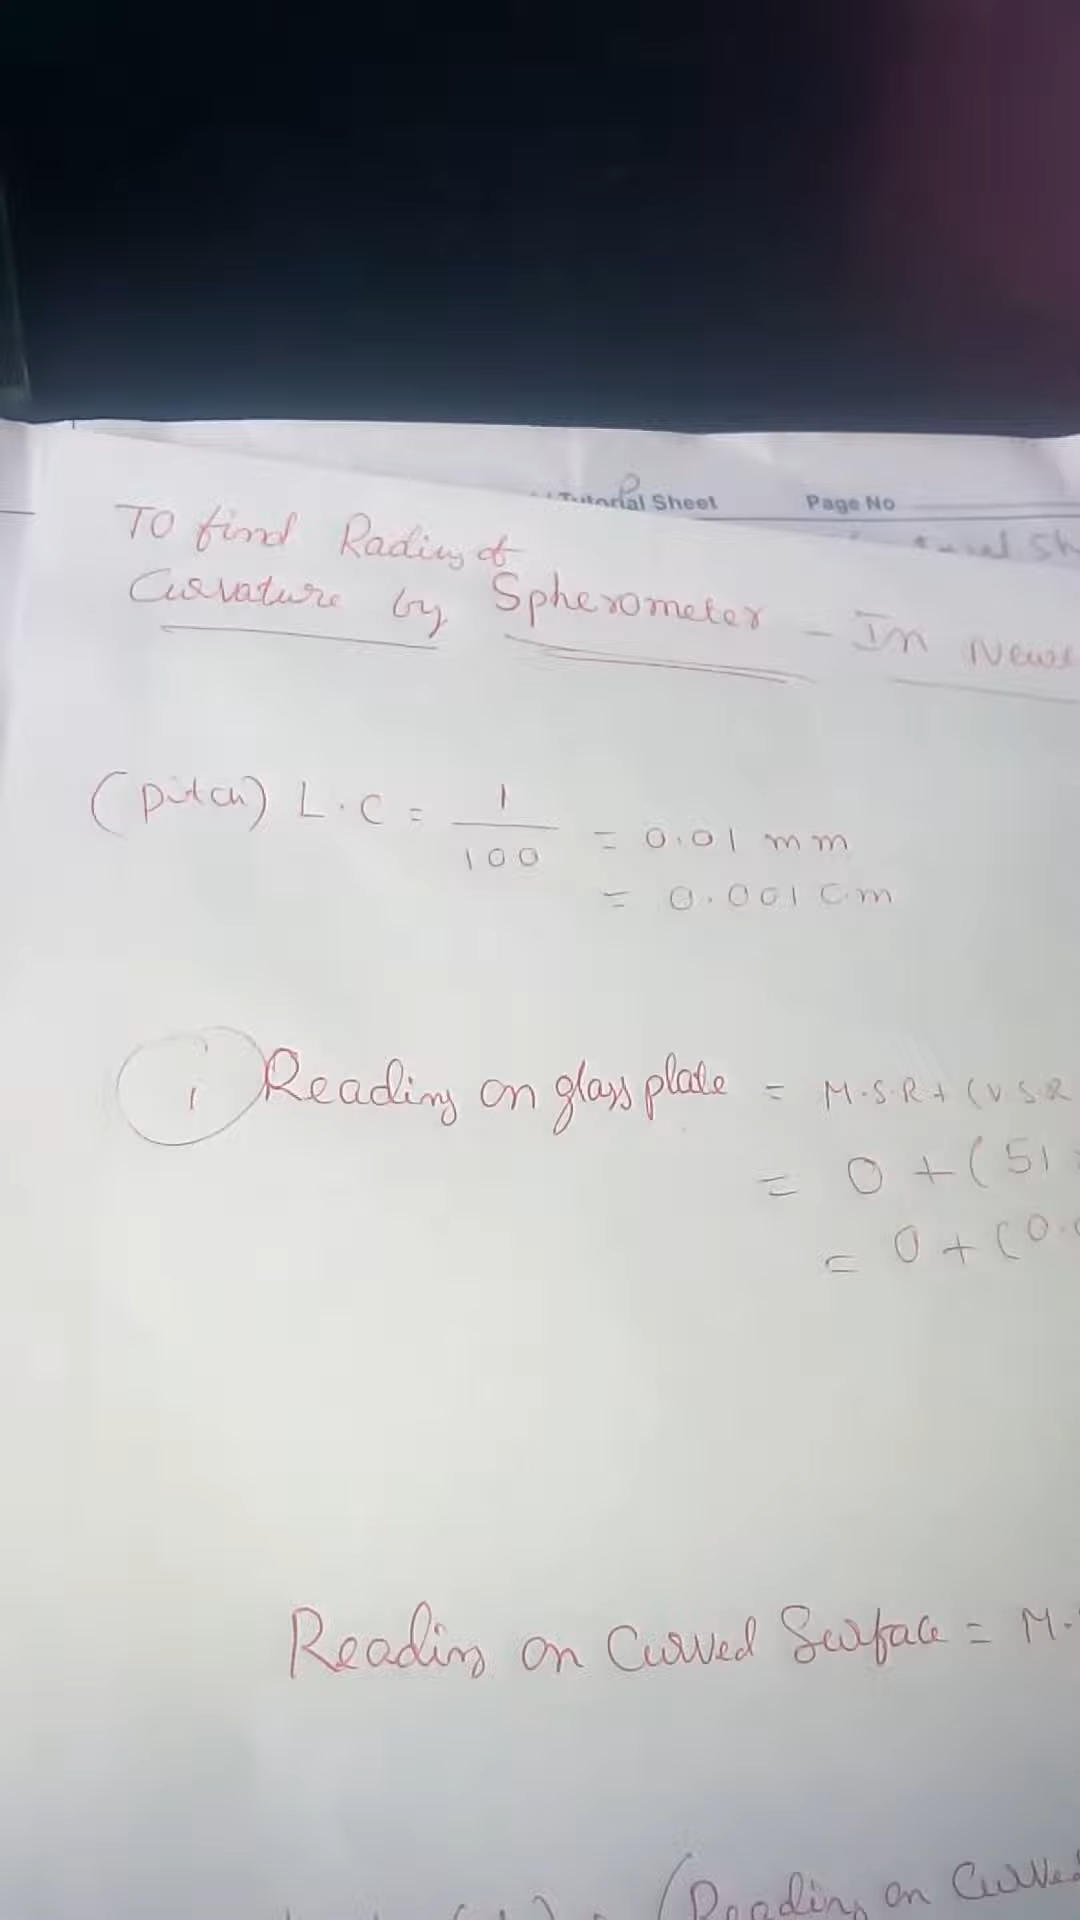 Tutorial Sheet Page No
To find Radius of
Curvature by Spherometer - In News
(Pitch) L.C = 1/100 = 0.01 mm
= 0.001 cm
1 Reading on glass plate = M.S.R + (V.S.R
= 0 + (51
= 0 + (0.
Reading on Curved Surface = M.
(Reading on Curved